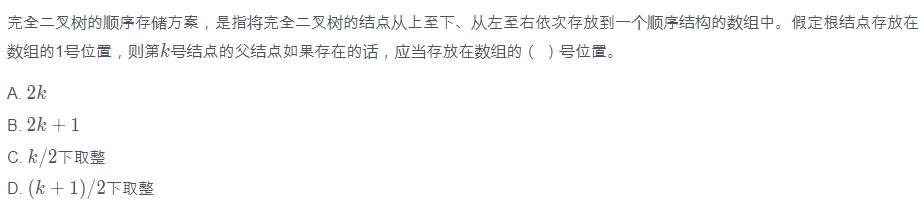 完全二叉树的顺序存储方案，是指将完全二叉树的结点从上至下、从左至右依次存放到一个顺序结构的数组中。假定根结点存放在
数组的1号位置，则第k号结点的父结点如果存在的话，应当存放在数组的（ ）号位置。
A. 2k
B. 2k + 1
C. k/2下取整
D. (k + 1)/2下取整